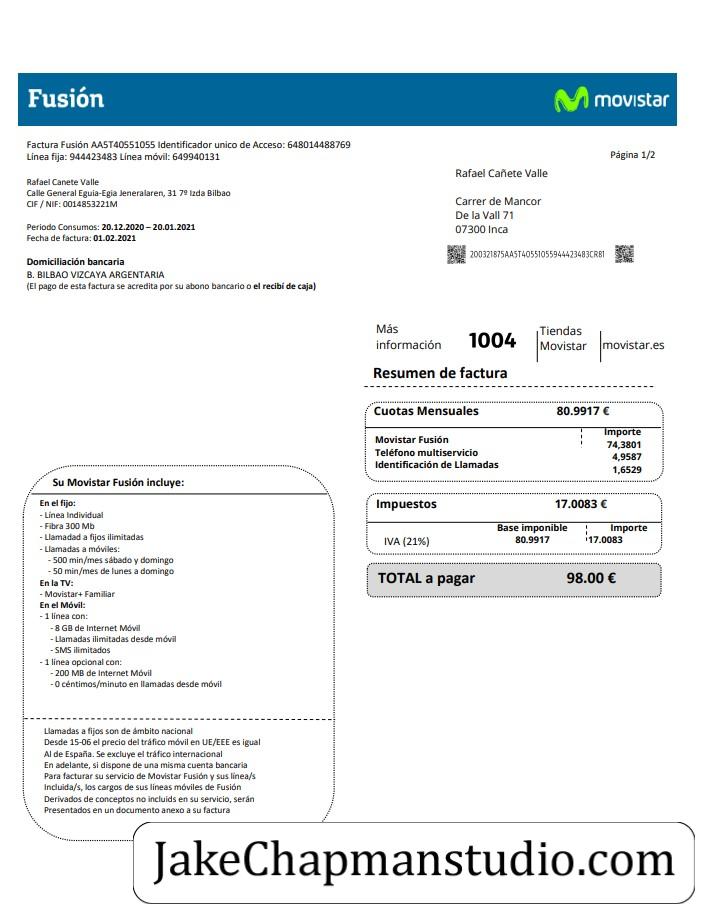 Fusión
movistar
Factura Fusión AA5T40551055 Identificador unico de Acceso: 648014488769
Línea fija: 944423483 Línea móvil: 649940131
Página 1/2
Rafael Canete Valle
Calle General Eguia-Egia Jeneralaren, 31 7º Izda Bilbao
CIF / NIF: 0014853221M
Rafael Cañete Valle
Carrer de Mancor
De la Vall 71
07300 Inca
Periodo Consumos: 20.12.2020 – 20.01.2021
Fecha de factura: 01.02.2021
200321875AA5T40551055944423483CR81
Domiciliación bancaria
B. BILBAO VIZCAYA ARGENTARIA
(El pago de esta factura se acredita por su abono bancario o el recibí de caja)
Más información
1004
Tiendas Movistar
movistar.es
Resumen de factura
Cuotas Mensuales 80.9917 €
Importe
Movistar Fusión 74,3801
Teléfono multiservicio 4,9587
Identificación de Llamadas 1,6529
Impuestos 17.0083 €
Base imponible Importe
IVA (21%) 80.9917 17.0083
TOTAL a pagar 98.00 €
Su Movistar Fusión incluye:
En el fijo:
- Línea Individual
- Fibra 300 Mb
- Llamadad a fijos ilimitadas
- Llamadas a móviles:
- 500 min/mes sábado y domingo
- 50 min/mes de lunes a domingo
En la TV:
- Movistar+ Familiar
En el Móvil:
- 1 línea con:
- 8 GB de Internet Móvil
- Llamadas ilimitadas desde móvil
- SMS ilimitados
- 1 línea opcional con:
- 200 MB de Internet Móvil
- 0 céntimos/minuto en llamadas desde móvil
Llamadas a fijos son de ámbito nacional
Desde 15-06 el precio del tráfico móvil en UE/EEE es igual
Al de España. Se excluye el tráfico internacional
En adelante, si dispone de una misma cuenta bancaria
Para facturar su servicio de Movistar Fusión y sus línea/s
Incluida/s, los cargos de sus líneas móviles de Fusión
Derivados de conceptos no includs en su servicio, serán
Presentados en un documento anexo a su factura
JakeChapmanstudio.com